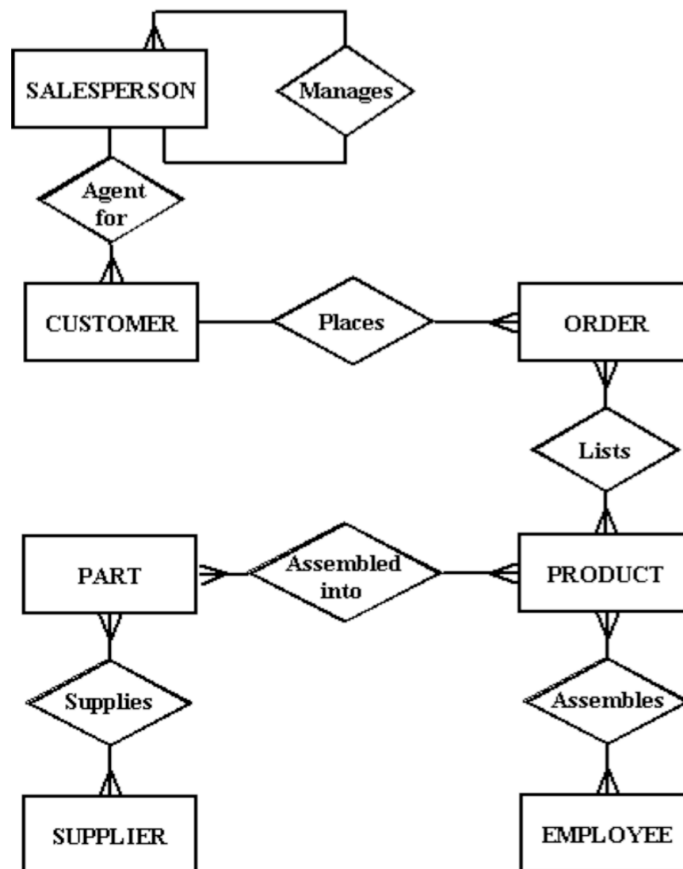 SALESPERSON
Manages
Agent
for
CUSTOMER
Places
ORDER
Lists
PART
Assembled
into
PRODUCT
Supplies
Assembles
SUPPLIER
EMPLOYEE